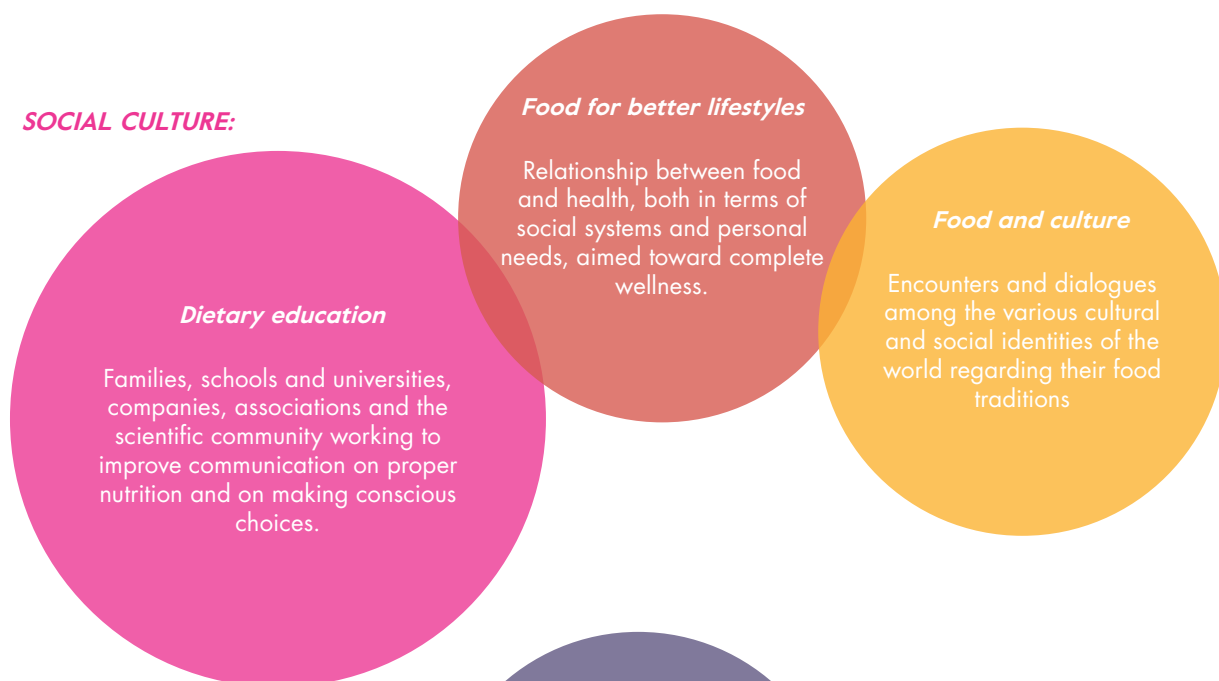 SOCIAL CULTURE:
Dietary education
Families, schools and universities,
companies, associations and the
scientific community working to
improve communication on proper
nutrition and on making conscious
choices.
Food for better lifestyles
Relationship between food
and health, both in terms of
social systems and personal
needs, aimed toward complete
wellness.
Food and culture
Encounters and dialogues
among the various cultural
and social identities of the
world regarding their food
traditions